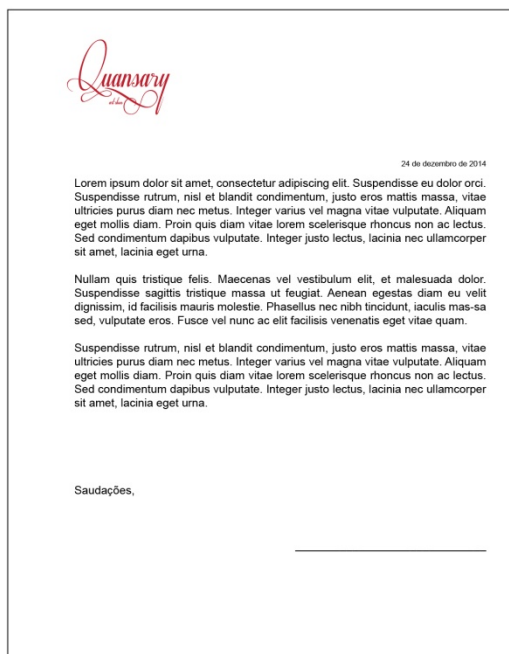 Quansary
24 de dezembro de 2014
Lorem ipsum dolor sit amet, consectetur adipiscing elit. Suspendisse eu dolor orci.
Suspendisse rutrum, nisl et blandit condimentum, justo eros mattis massa, vitae
ultricies purus diam nec metus. Integer varius vel magna vitae vulputate. Aliquam
eget mollis diam. Proin quis diam vitae lorem scelerisque rhoncus non ac lectus.
Sed condimentum dapibus vulputate. Integer justo lectus, lacinia nec ullamcorper
sit amet, lacinia eget urna.
Nullam quis tristique felis. Maecenas vel vestibulum elit, et malesuada dolor.
Suspendisse sagittis tristique massa ut feugiat. Aenean egestas diam eu velit
dignissim, id facilisis mauris molestie. Phasellus nec nibh tincidunt, iaculis mas-sa
sed, vulputate eros. Fusce vel nunc ac elit facilisis venenatis eget vitae quam.
Suspendisse rutrum, nisl et blandit condimentum, justo eros mattis massa, vitae
ultricies purus diam nec metus. Integer varius vel magna vitae vulputate. Aliquam
eget mollis diam. Proin quis diam vitae lorem scelerisque rhoncus non ac lectus.
Sed condimentum dapibus vulputate. Integer justo lectus, lacinia nec ullamcorper
sit amet, lacinia eget urna.
Saudações,